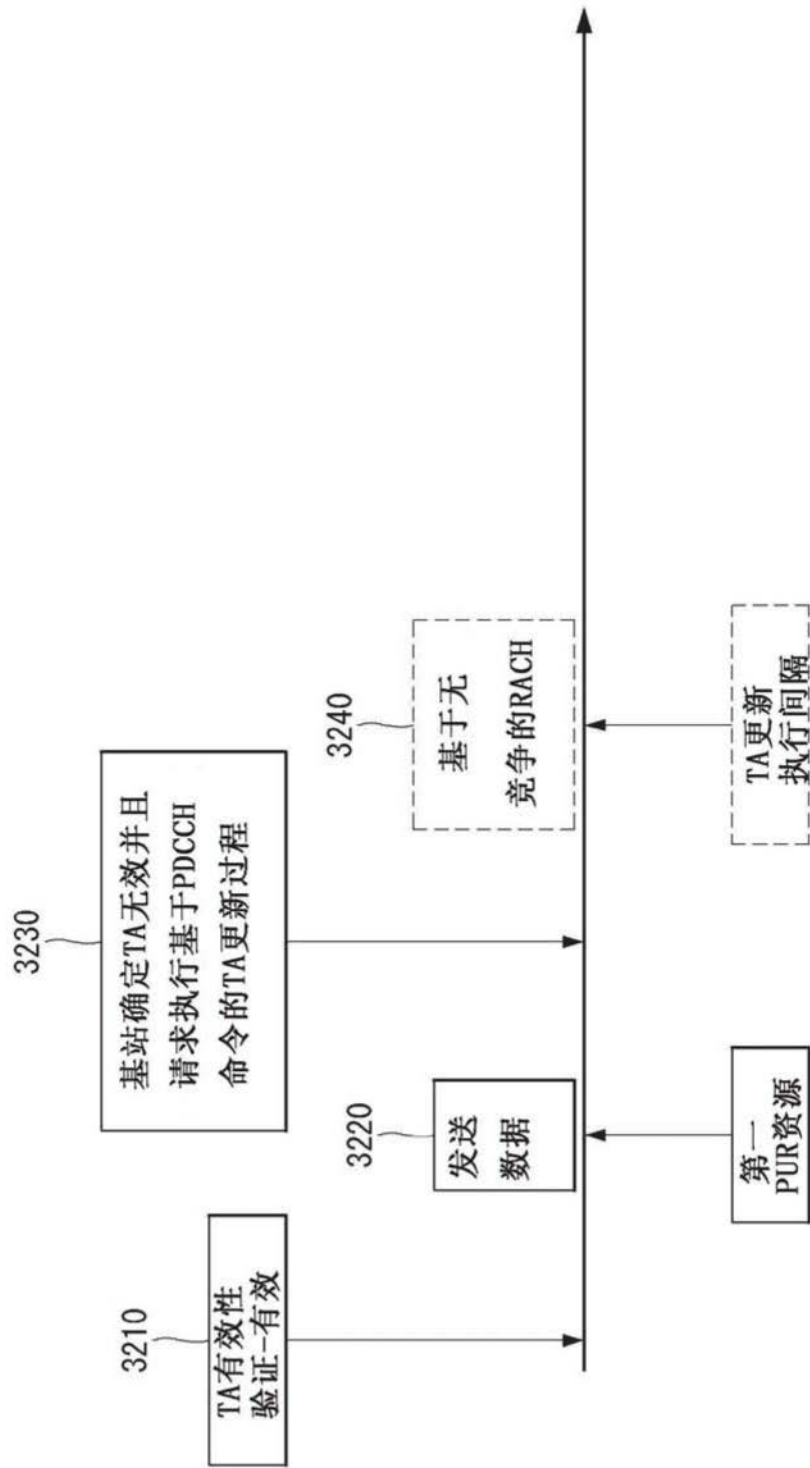 3210
TA有效性
验证-有效
3220
发送
数据
第一
PUR资源
3230
基站确定TA无效并且
请求执行基于PDCCH
命令的TA更新过程
3240
基于无
竞争的RACH
TA更新
执行间隔